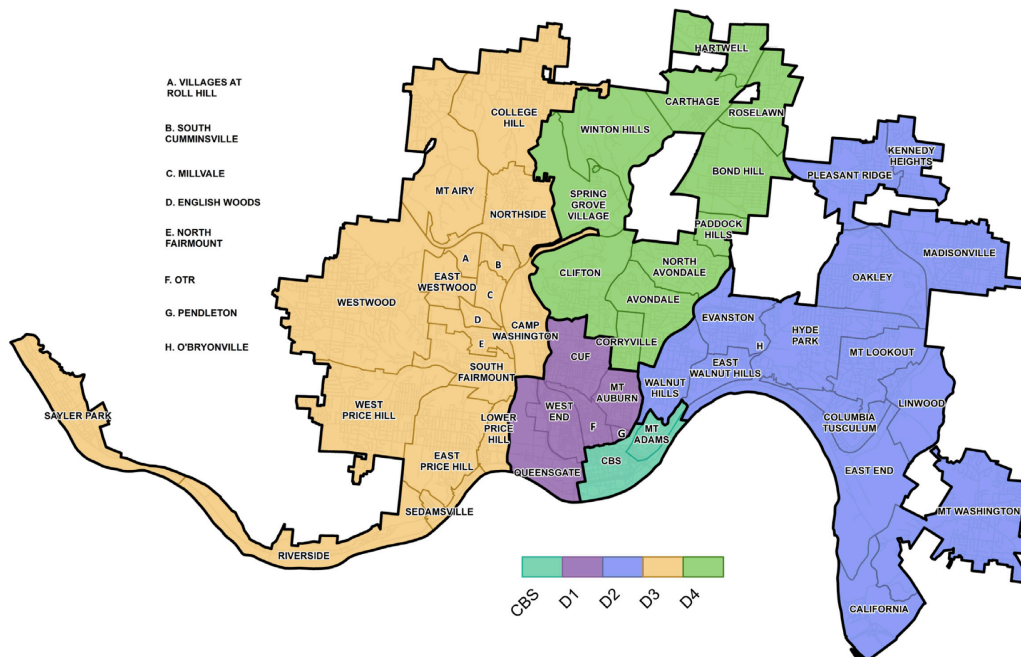 A. VILLAGES AT
ROLL HILL
B. SOUTH
CUMMINSVILLE
C. MILLVALE
D. ENGLISH WOODS
E. NORTH
FAIRMOUNT
F. OTR
G. PENDLETON
H. O'BRYONVILLE
HARTWELL
CARTHAGE
ROSELAWN
COLLEGE
HILL
WINTON HILLS
BOND HILL
KENNEDY
HEIGHTS
PLEASANT RIDGE
MT AIRY
NORTHSIDE
SPRING
GROVE
VILLAGE
PADDOCK
HILLS
MADISONVILLE
A
B
EAST
WESTWOOD
C
WESTWOOD
D
E
CLIFTON
NORTH
AVONDALE
AVONDALE
OAKLEY
CAMP
WASHINGTON
CUF
CORRYVILLE
EVANSTON
H
HYDE
PARK
MT LOOKOUT
SOUTH
FAIRMOUNT
EAST
WALNUT HILLS
WALNUT
HILLS
MT
AUBURN
WEST
END
F
G
MT
ADAMS
LINWOOD
COLUMBIA
TUSCULUM
SAYLER PARK
WEST
PRICE HILL
LOWER
PRICE
HILL
EAST
PRICE HILL
QUEENSGATE
CBS
EAST END
SEDAMSVILLE
MT WASHINGTON
RIVERSIDE
CALIFORNIA
CBS
D1
D2
D3
D4